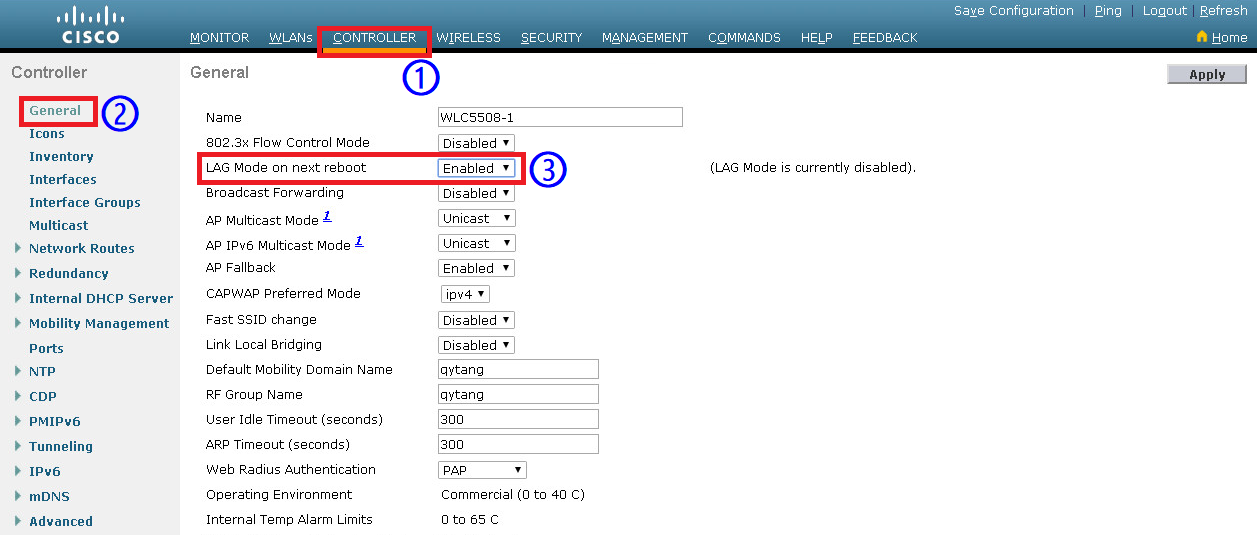 Save Configuration | Ping | Logout | Refresh
CISCO
MONITOR WLANs CONTROLLER WIRELESS SECURITY MANAGEMENT COMMANDS HELP FEEDBACK Home
1
Controller
General
Apply
General
2
Icons
Inventory
Interfaces
Interface Groups
Multicast
Network Routes
Redundancy
Internal DHCP Server
Mobility Management
Ports
NTP
CDP
PMIPv6
Tunneling
IPv6
mDNS
Advanced
Name WLC5508-1
802.3x Flow Control Mode Disabled
LAG Mode on next reboot Enabled 3 (LAG Mode is currently disabled).
Broadcast Forwarding Disabled
AP Multicast Mode 1 Unicast
AP IPv6 Multicast Mode 1 Unicast
AP Fallback Enabled
CAPWAP Preferred Mode ipv4
Fast SSID change Disabled
Link Local Bridging Disabled
Default Mobility Domain Name qytang
RF Group Name qytang
User Idle Timeout (seconds) 300
ARP Timeout (seconds) 300
Web Radius Authentication PAP
Operating Environment Commercial (0 to 40 C)
Internal Temp Alarm Limits 0 to 65 C